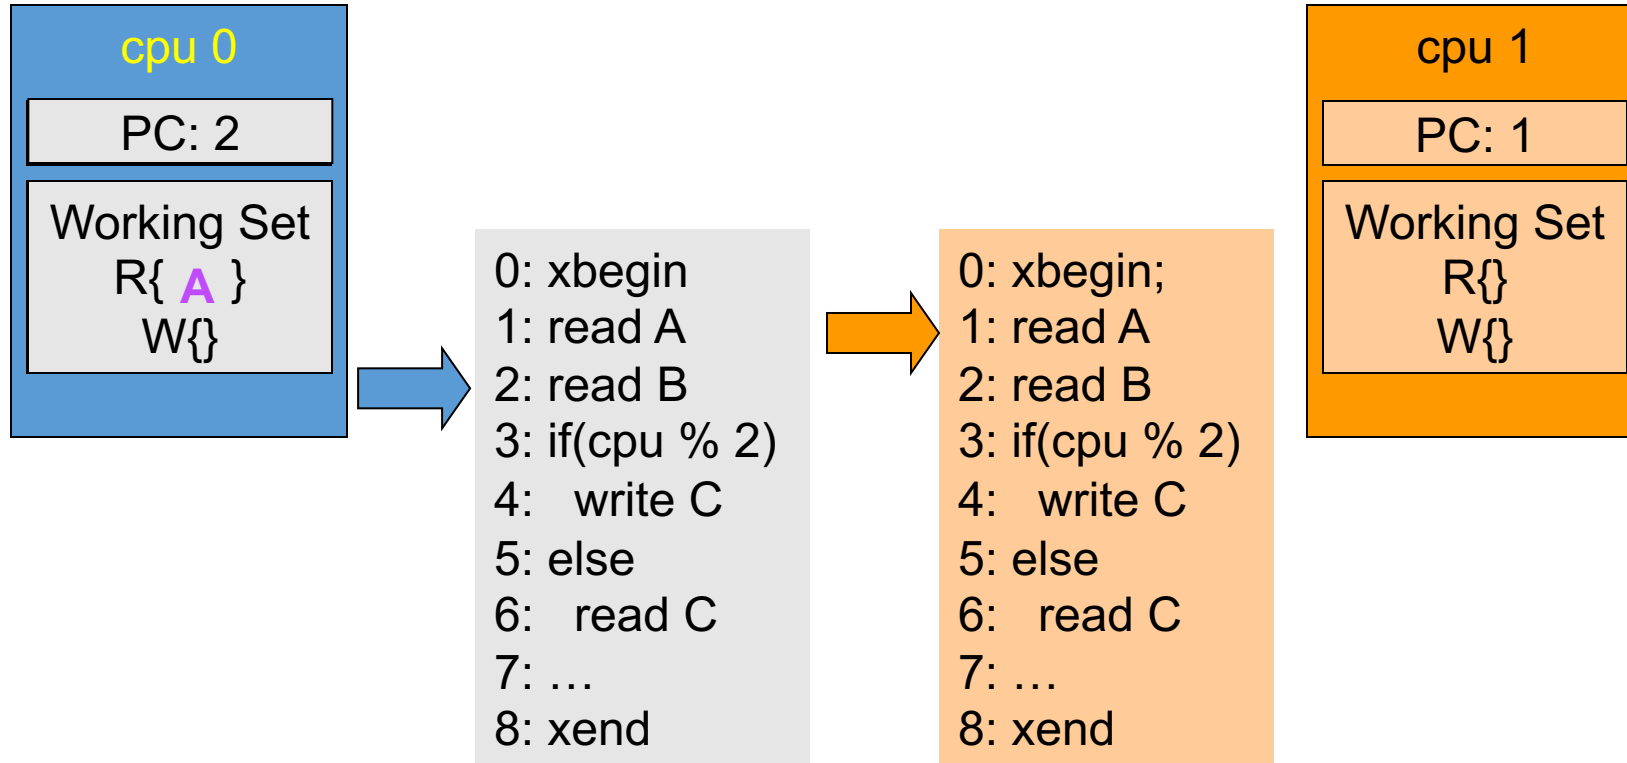 cpu 0
PC: 2
Working Set
R{ A }
W{}
0: xbegin
1: read A
2: read B
3: if(cpu % 2)
4: write C
5: else
6: read C
7: …
8: xend
0: xbegin;
1: read A
2: read B
3: if(cpu % 2)
4: write C
5: else
6: read C
7: …
8: xend
cpu 1
PC: 1
Working Set
R{}
W{}